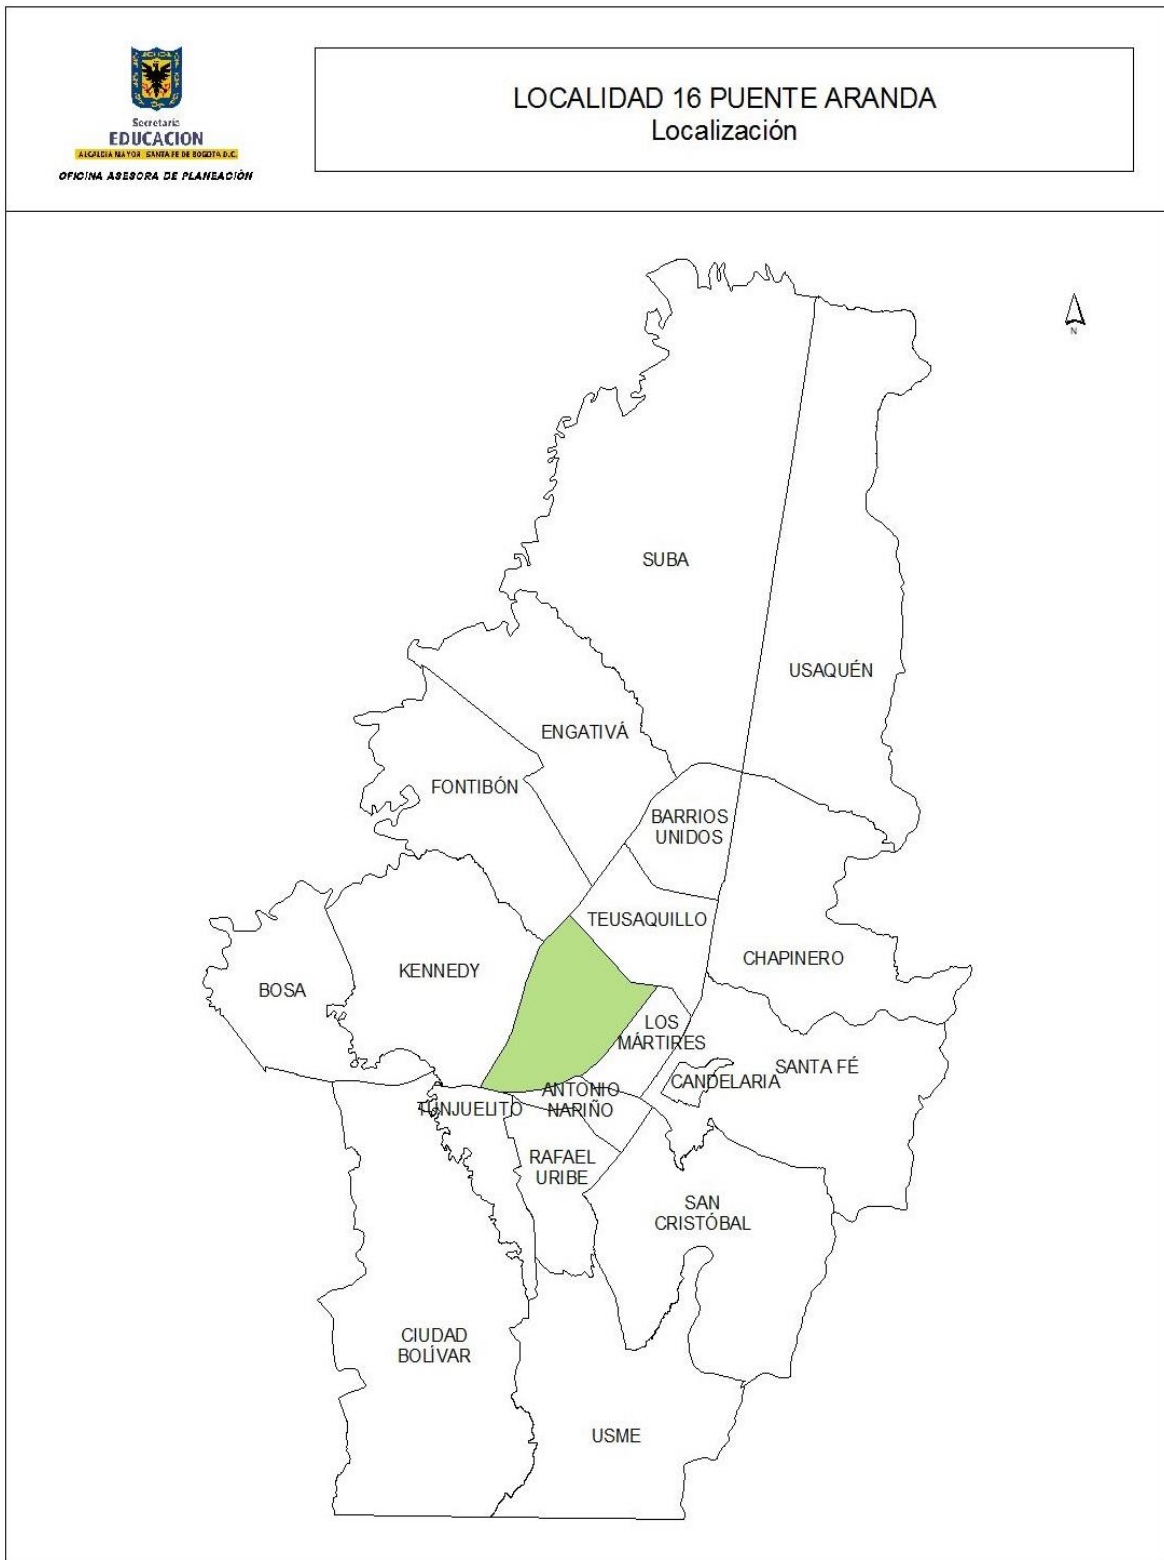 Secretaría
EDUCACION
ALCALDIA MAYOR SANTA FE DE BOGOTA D.C.
OFICINA ASESORA DE PLANEACIÓN
LOCALIDAD 16 PUENTE ARANDA
Localización
N
SUBA
USAQUÉN
ENGATIVÁ
FONTIBÓN
BARRIOS
UNIDOS
TEUSAQUILLO
CHAPINERO
KENNEDY
BOSA
LOS
MÁRTIRES
SANTA FÉ
CANDELARIA
ANTONIO
NARIÑO
TUNJUELITO
RAFAEL
URIBE
SAN
CRISTÓBAL
CIUDAD
BOLÍVAR
USME